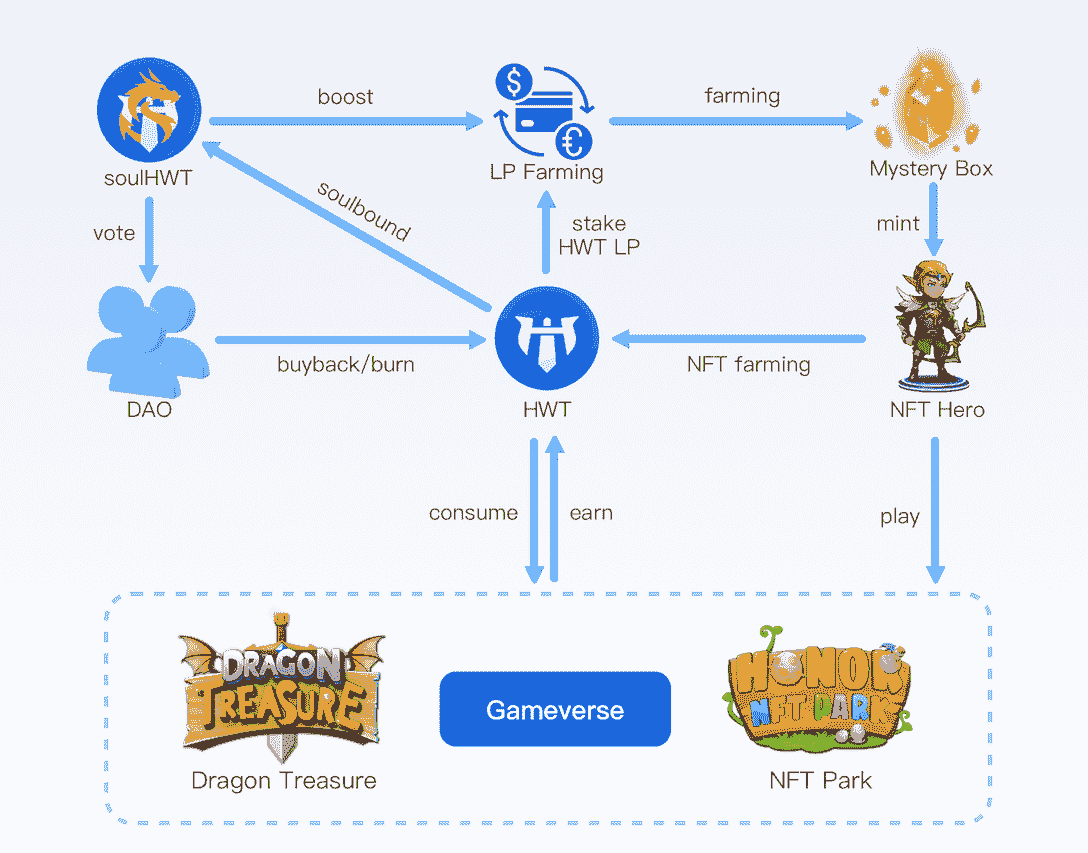 boost
farming
soulHWT
LP Farming
Mystery Box
soulbound
vote
stake
HWT LP
mint
buyback/burn
NFT farming
DAO
HWT
NFT Hero
consume
earn
play
DRAGON
TREASURE
Gameverse
HONOR
NFT PARK
Dragon Treasure
NFT Park